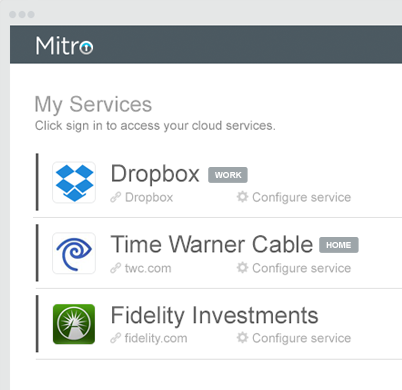 Mitro
My Services
Click sign in to access your cloud services.
Dropbox WORK
Dropbox Configure service
Time Warner Cable HOME
twc.com Configure service
Fidelity Investments
fidelity.com Configure service